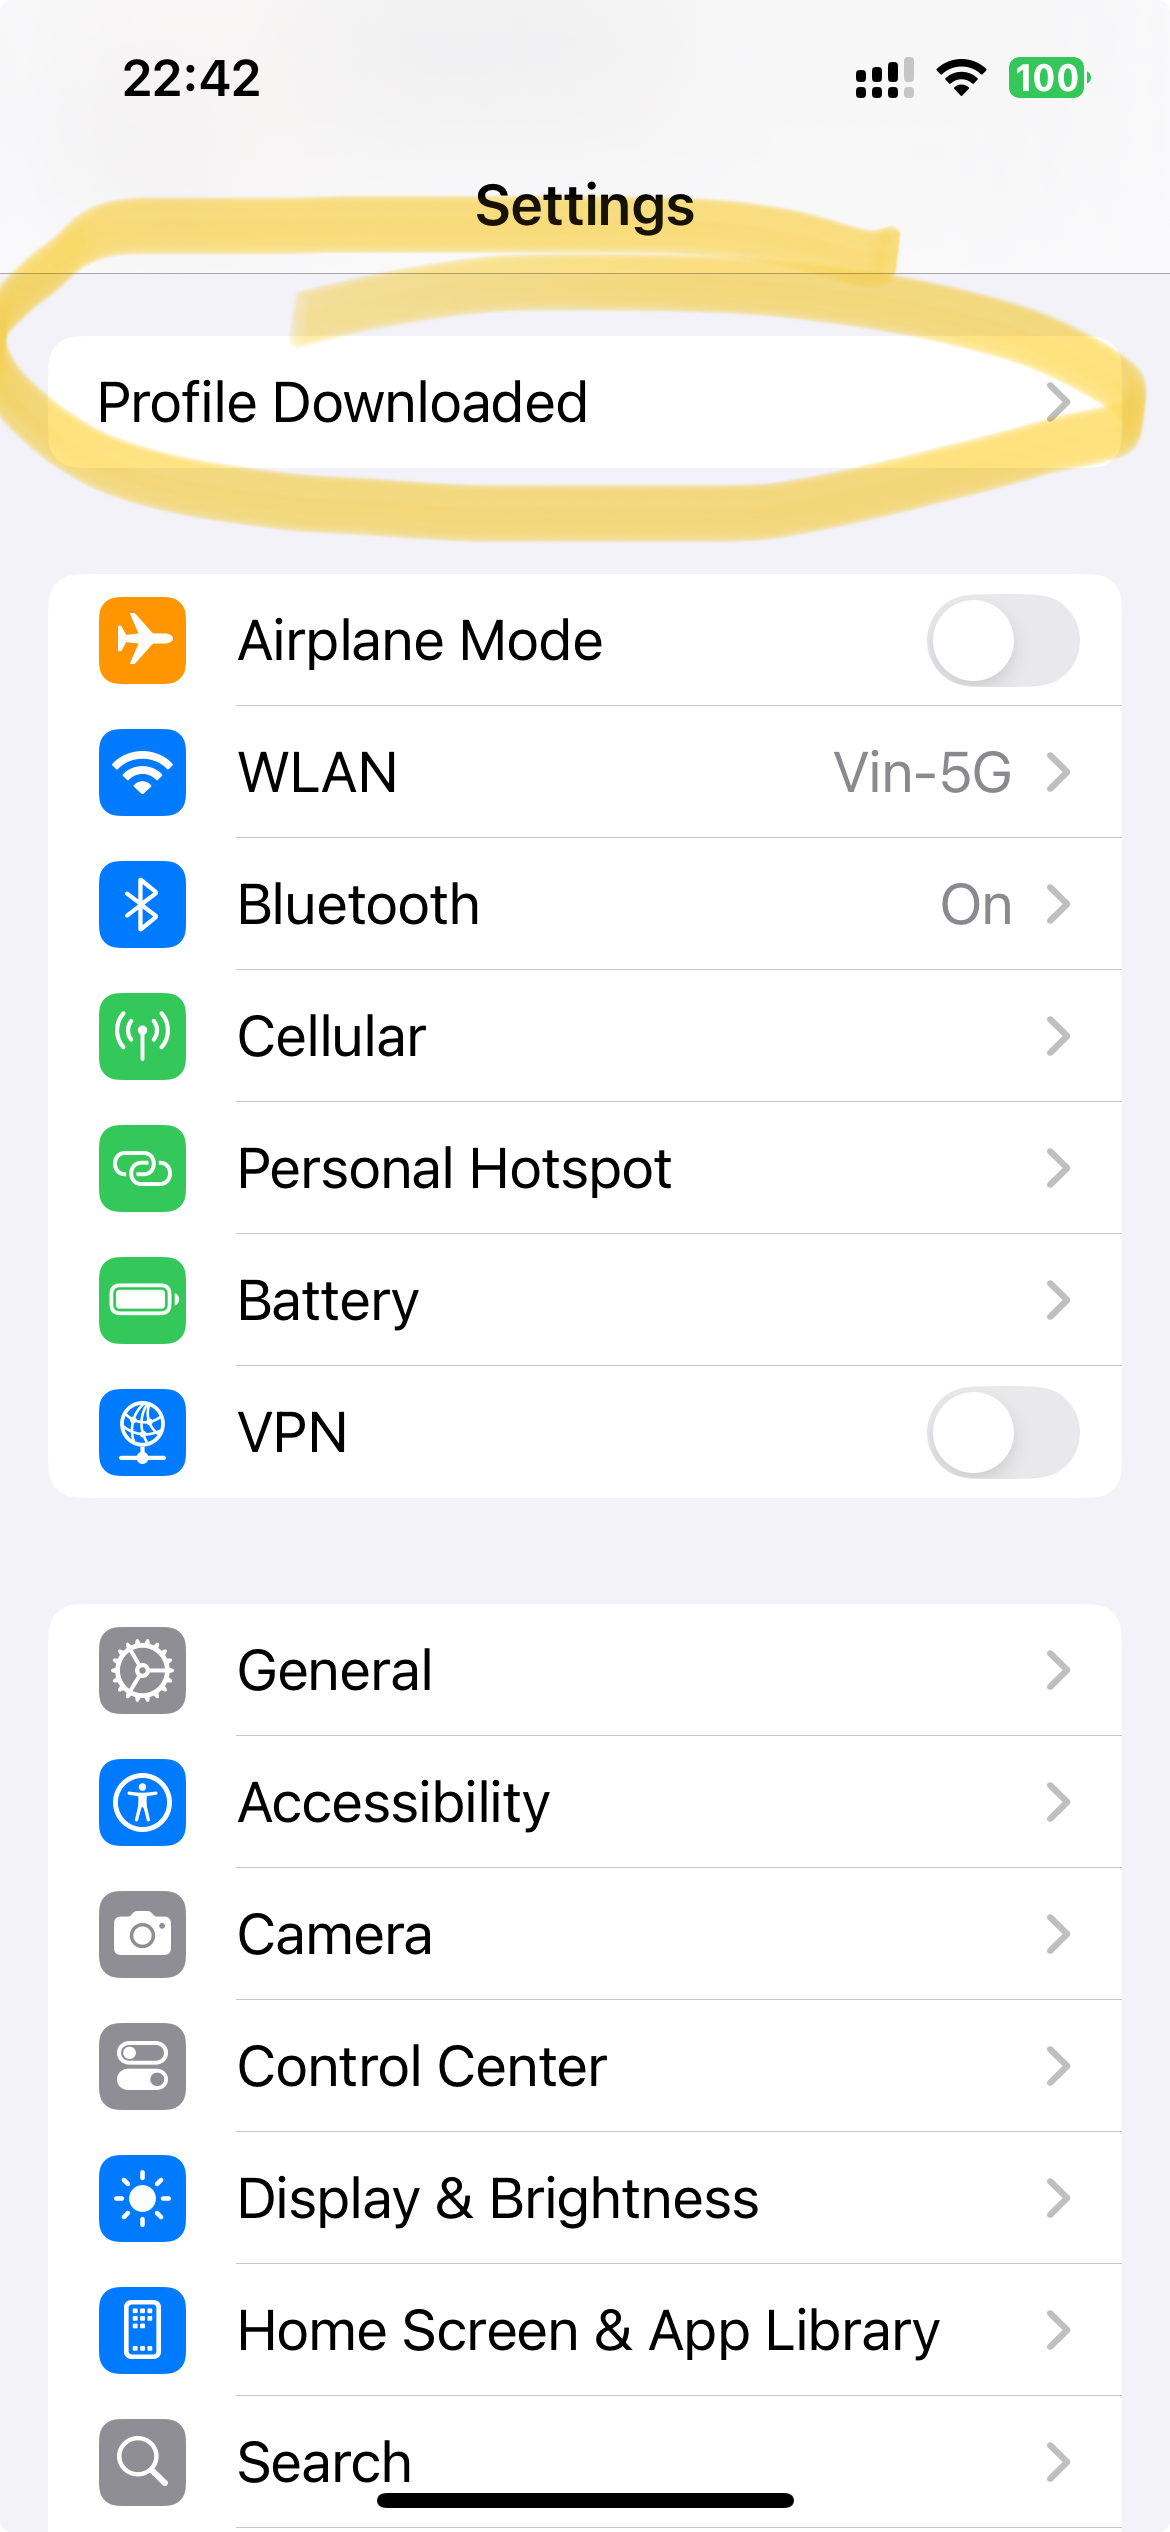 22:42
100
Settings
Profile Downloaded
Airplane Mode
WLAN Vin-5G
Bluetooth On
Cellular
Personal Hotspot
Battery
VPN
General
Accessibility
Camera
Control Center
Display & Brightness
Home Screen & App Library
Search